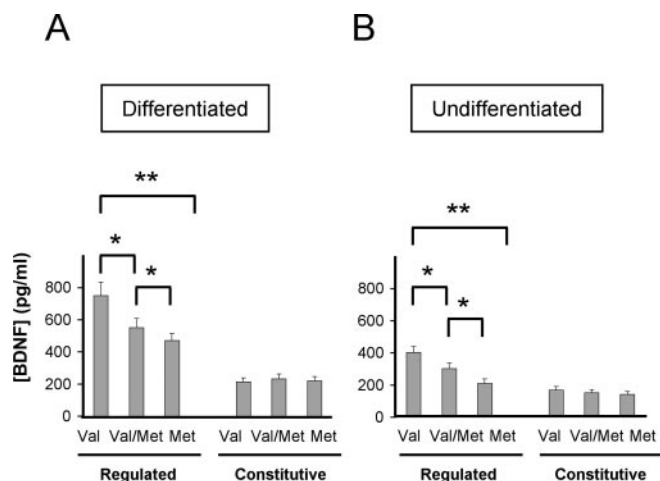 A
B
Differentiated
Undifferentiated
**
*
*
**
*
*
[BDNF] (pg/ml)
800
600
400
200
0
Val Val/Met Met
Val Val/Met Met
Regulated
Constitutive
800
600
400
200
0
Val Val/Met Met
Val Val/Met Met
Regulated
Constitutive